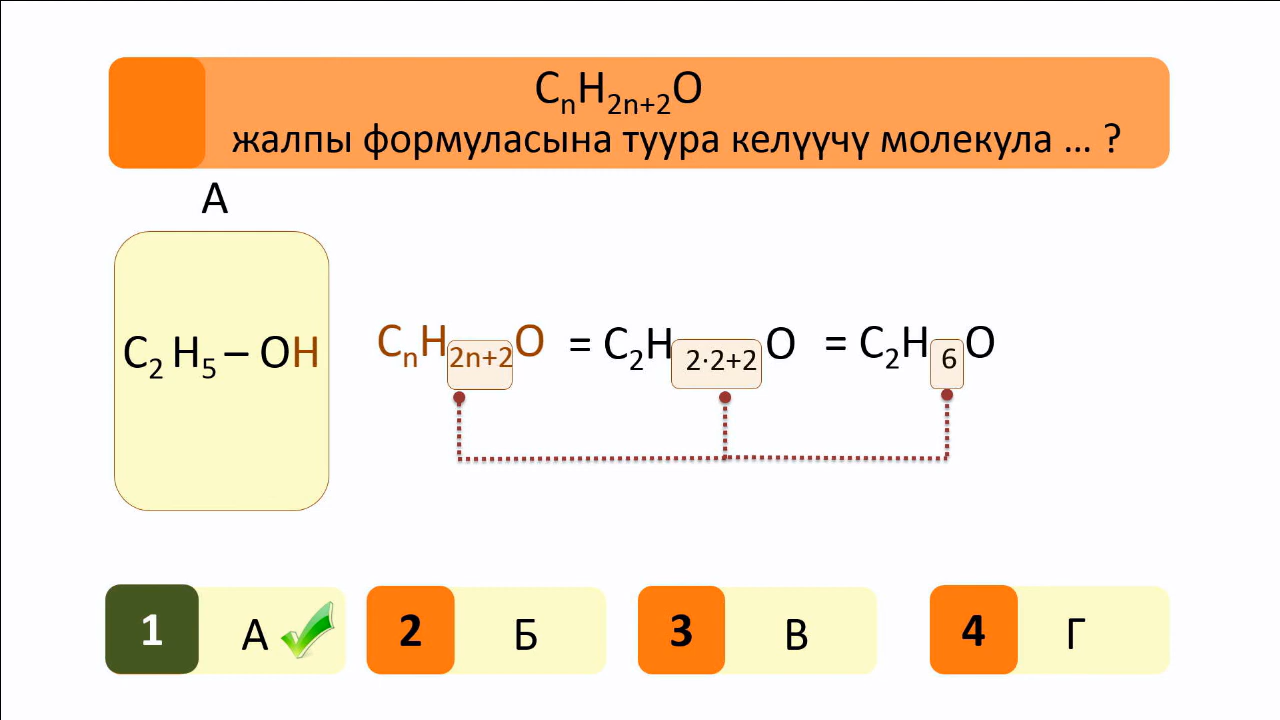 CₙH₂ₙ₊₂O
жалпы формуласына туура келүүчү молекула ... ?
А
C₂ H₅ – OH
CₙH₂ₙ₊₂O = C₂H₂.₂₊₂O = C₂H₆O
1 А 2 Б 3 В 4 Г